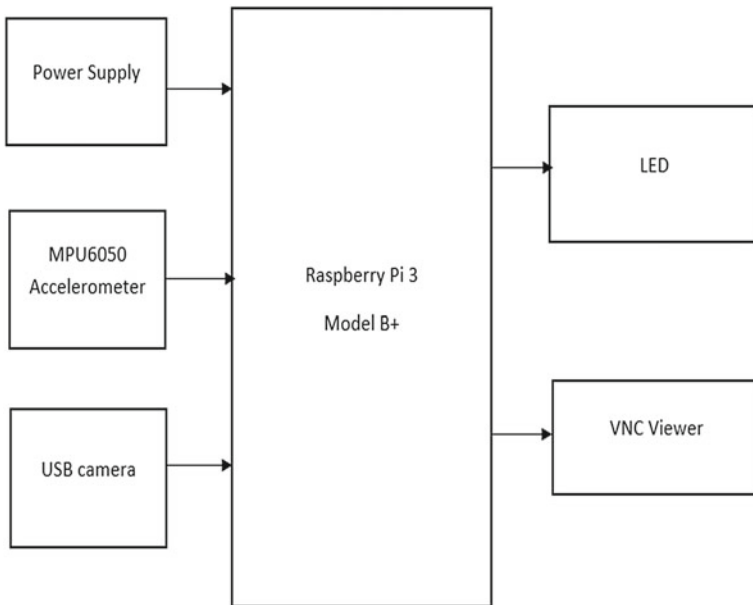 Power Supply
MPU6050
Accelerometer
USB camera
Raspberry Pi 3
Model B+
LED
VNC Viewer